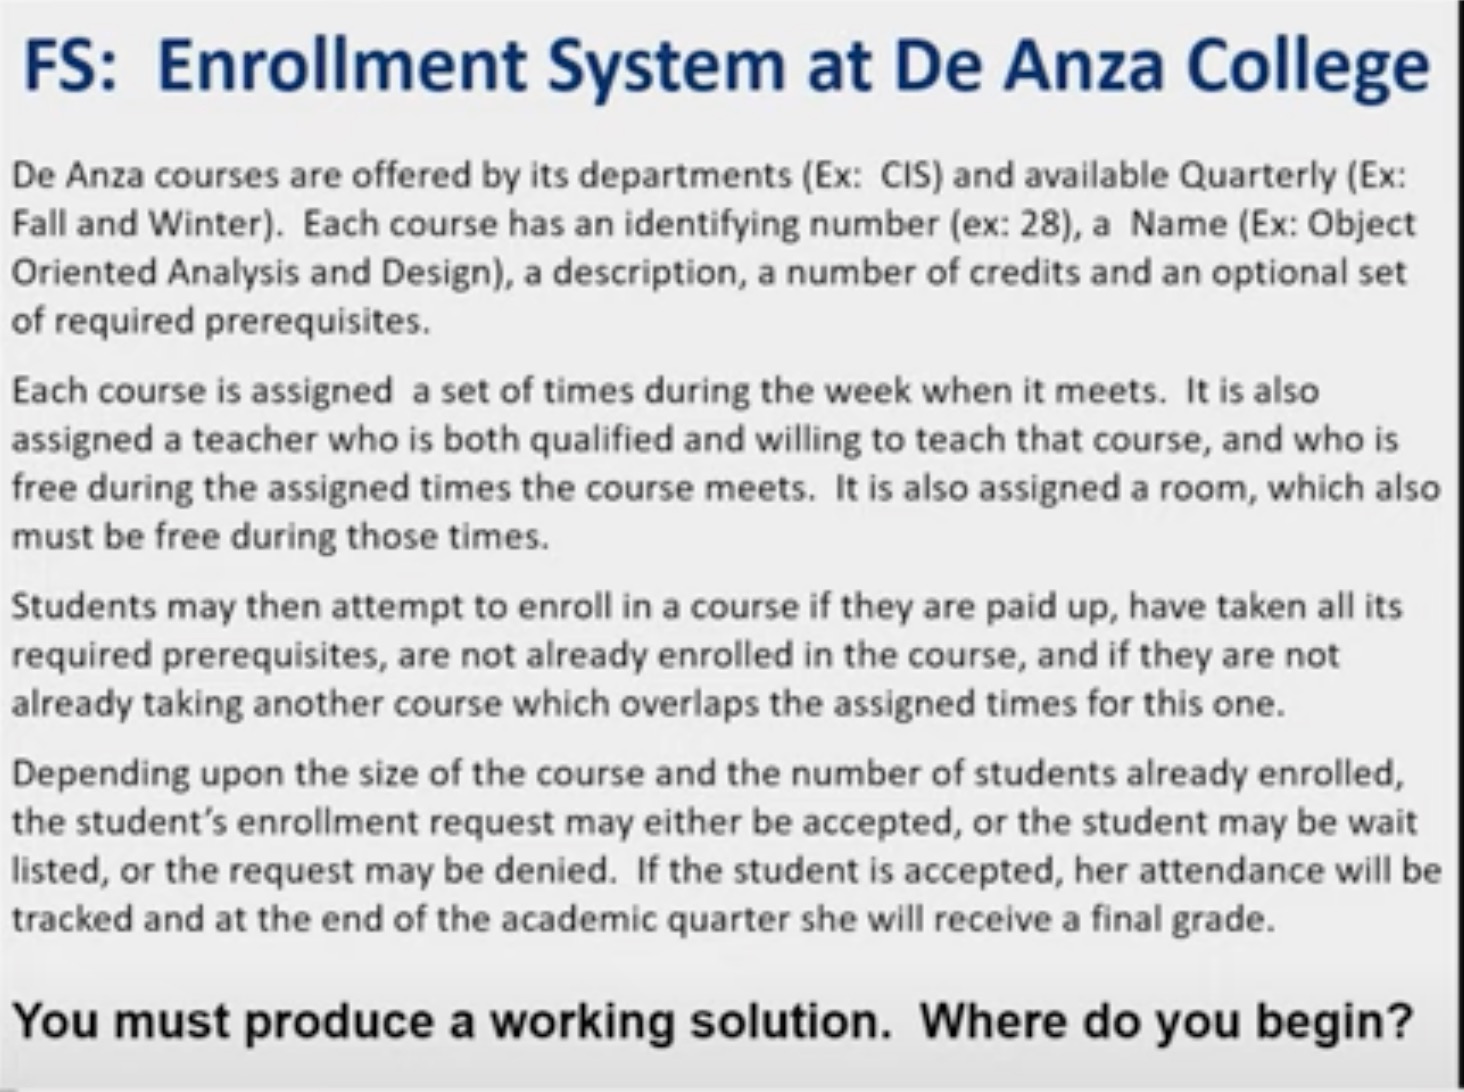 FS:  Enrollment System at De Anza College
De Anza courses are offered by its departments (Ex:  CIS) and available Quarterly (Ex:
Fall and Winter).  Each course has an identifying number (ex: 28), a  Name (Ex: Object
Oriented Analysis and Design), a description, a number of credits and an optional set
of required prerequisites.
Each course is assigned  a set of times during the week when it meets.  It is also
assigned a teacher who is both qualified and willing to teach that course, and who is
free during the assigned times the course meets.  It is also assigned a room, which also
must be free during those times.
Students may then attempt to enroll in a course if they are paid up, have taken all its
required prerequisites, are not already enrolled in the course, and if they are not
already taking another course which overlaps the assigned times for this one.
Depending upon the size of the course and the number of students already enrolled,
the student's enrollment request may either be accepted, or the student may be wait
listed, or the request may be denied.  If the student is accepted, her attendance will be
tracked and at the end of the academic quarter she will receive a final grade.
You must produce a working solution.  Where do you begin?